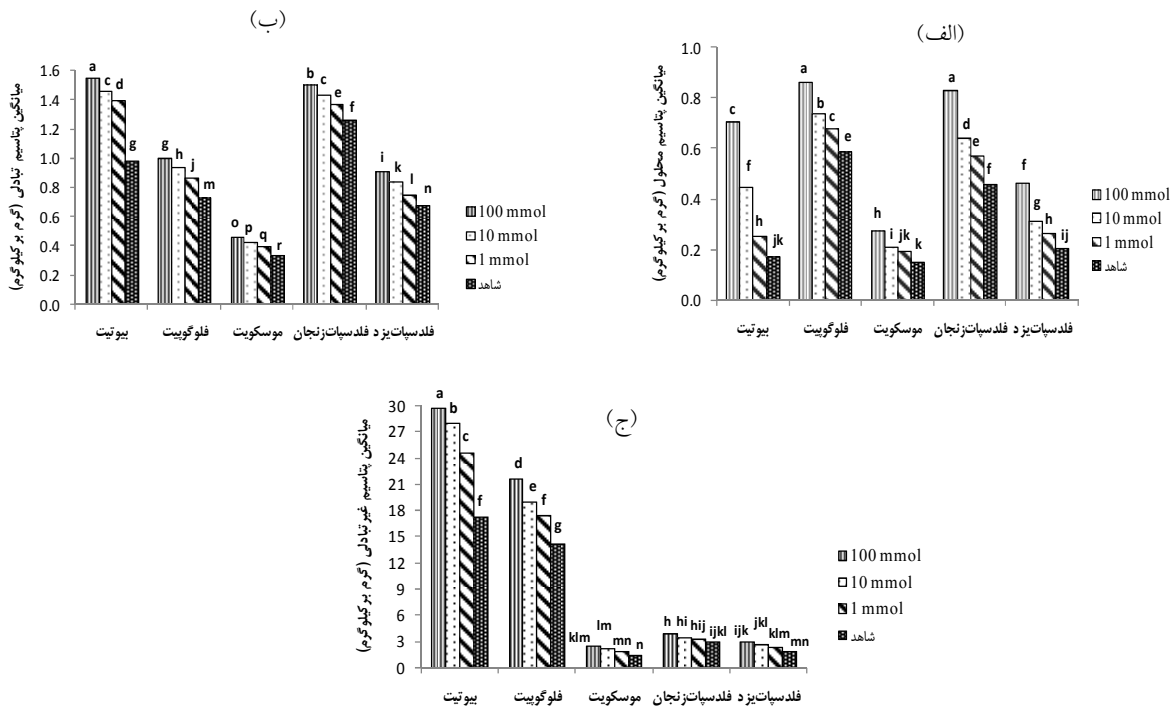 (الف)
میانگین پتاسیم محلول (گرم بر کیلوگرم)
1.0
0.8
0.6
0.4
0.2
0.0
c f h jk a b c e h i jk k a d e f f g h ij
بیوتیت فلوگوپیت موسکویت فلدسپات‌زنجان فلدسپات‌یزد
100 mmol
10 mmol
1 mmol
شاهد
(ب)
میانگین پتاسیم تبادلی (گرم بر کیلوگرم)
1.6
1.4
1.2
1.0
0.8
0.6
0.4
0.2
0.0
a c d g g h j m o p q r b c e f i k l n
بیوتیت فلوگوپیت موسکویت فلدسپات‌زنجان فلدسپات‌یزد
100 mmol
10 mmol
1 mmol
شاهد
(ج)
میانگین پتاسیم غیرتبادلی (گرم بر کیلوگرم)
30
27
24
21
18
15
12
9
6
3
0
a b c f d e f g klm lm mn n h hi hij ijkl ijk jkl klm mn
بیوتیت فلوگوپیت موسکویت فلدسپات‌زنجان فلدسپات‌یزد
100 mmol
10 mmol
1 mmol
شاهد